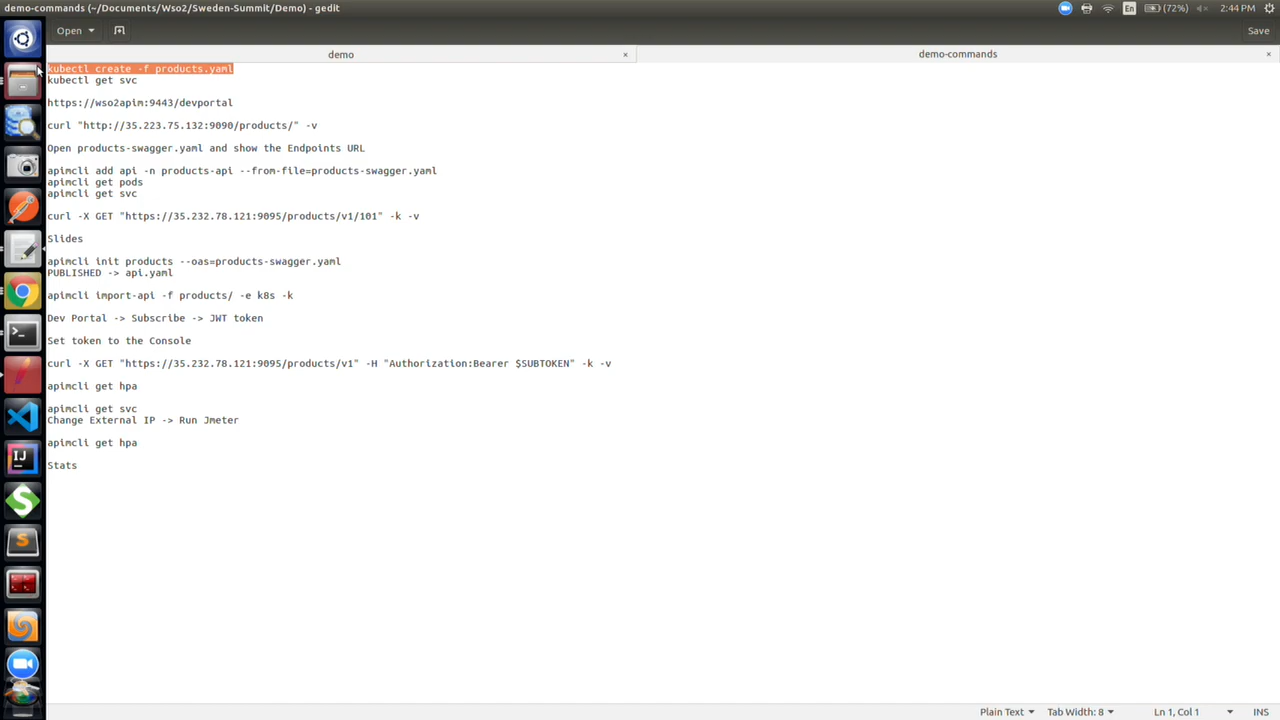 demo-commands (~/Documents/Wso2/Sweden-Summit/Demo) - gedit
En
(72%)
2:44 PM
Open
Save
demo
×
demo-commands
×
kubectl create -f products.yaml
kubectl get svc
https://wso2apim:9443/devportal
curl "http://35.223.75.132:9090/products/" -v
Open products-swagger.yaml and show the Endpoints URL
apimcli add api -n products-api --from-file=products-swagger.yaml
apimcli get pods
apimcli get svc
curl -X GET "https://35.232.78.121:9095/products/v1/101" -k -v
Slides
apimcli init products --oas=products-swagger.yaml
PUBLISHED -> api.yaml
apimcli import-api -f products/ -e k8s -k
Dev Portal -> Subscribe -> JWT token
Set token to the Console
curl -X GET "https://35.232.78.121:9095/products/v1" -H "Authorization:Bearer $SUBTOKEN" -k -v
apimcli get hpa
apimcli get svc
Change External IP -> Run Jmeter
apimcli get hpa
Stats
IJ
S
S
Plain Text
Tab Width: 8
Ln 1, Col 1
INS